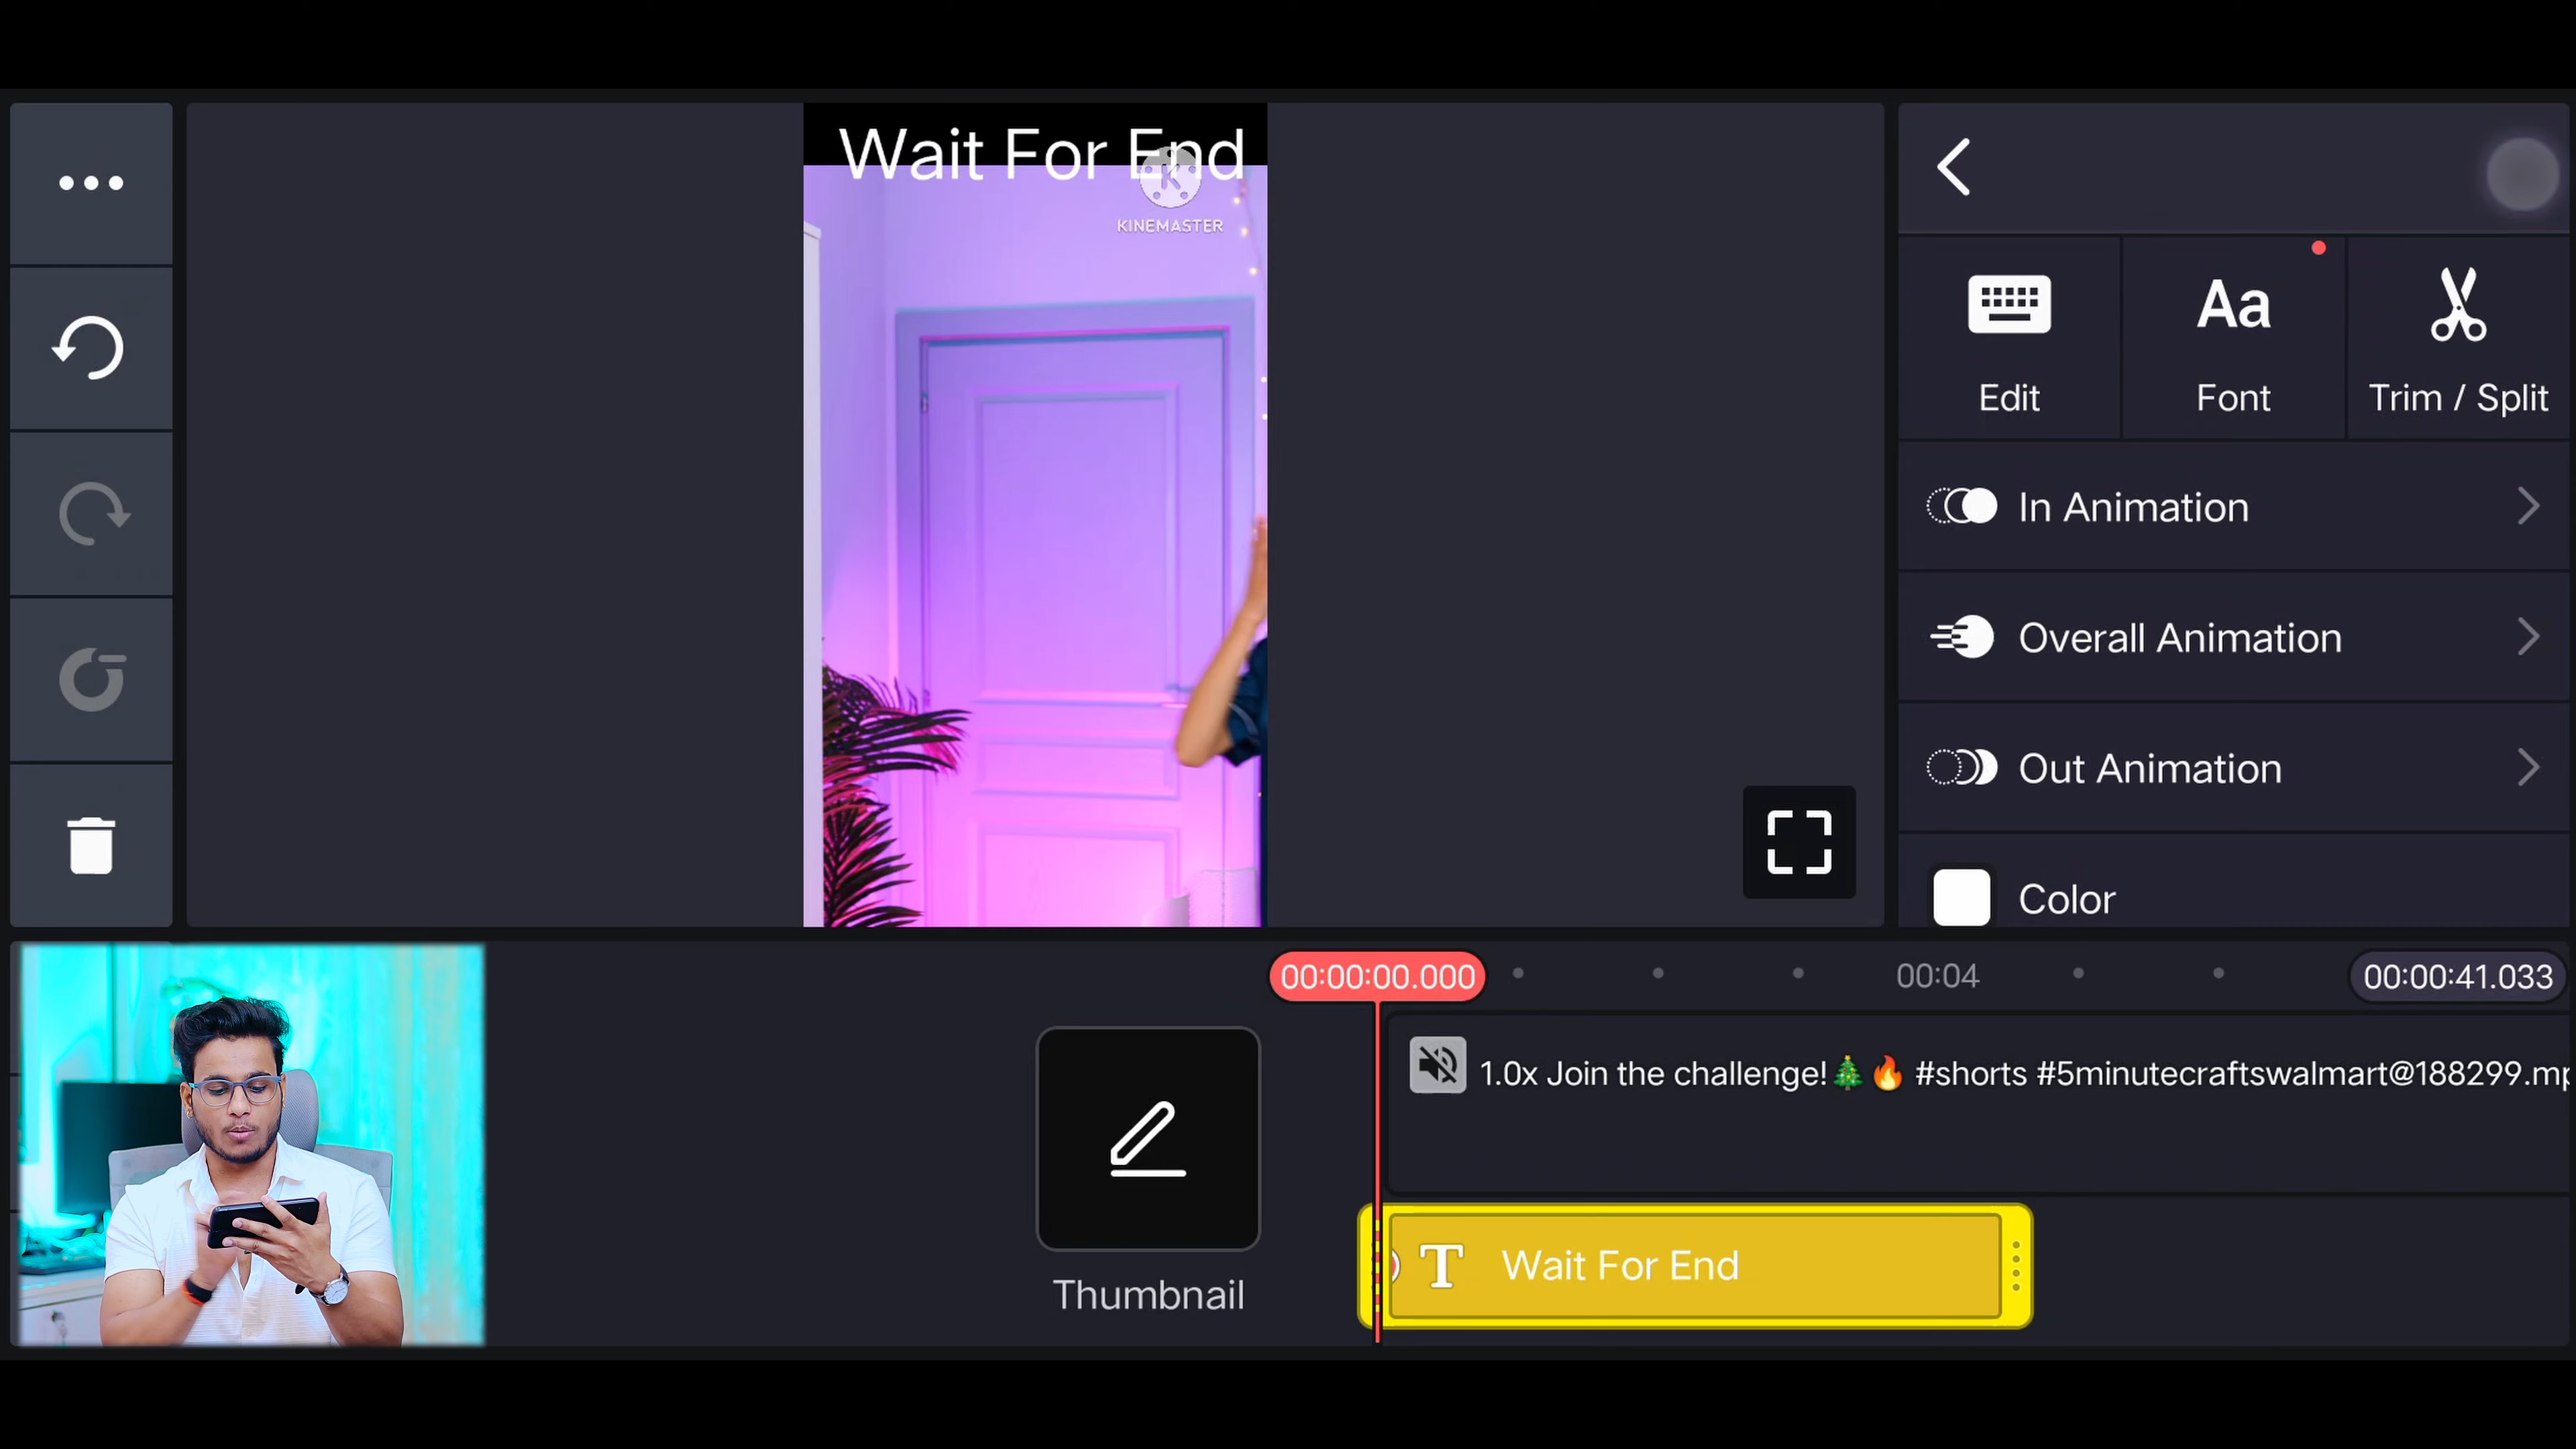 Wait For End
KINEMASTER
Edit
Aa
Font
Trim / Split
In Animation
Overall Animation
Out Animation
Color
00:00:00.000
00:04
00:00:41.033
1.0x Join the challenge!🎄🔥 #shorts #5minutecraftswalmart@188299.mp
Thumbnail
T Wait For End